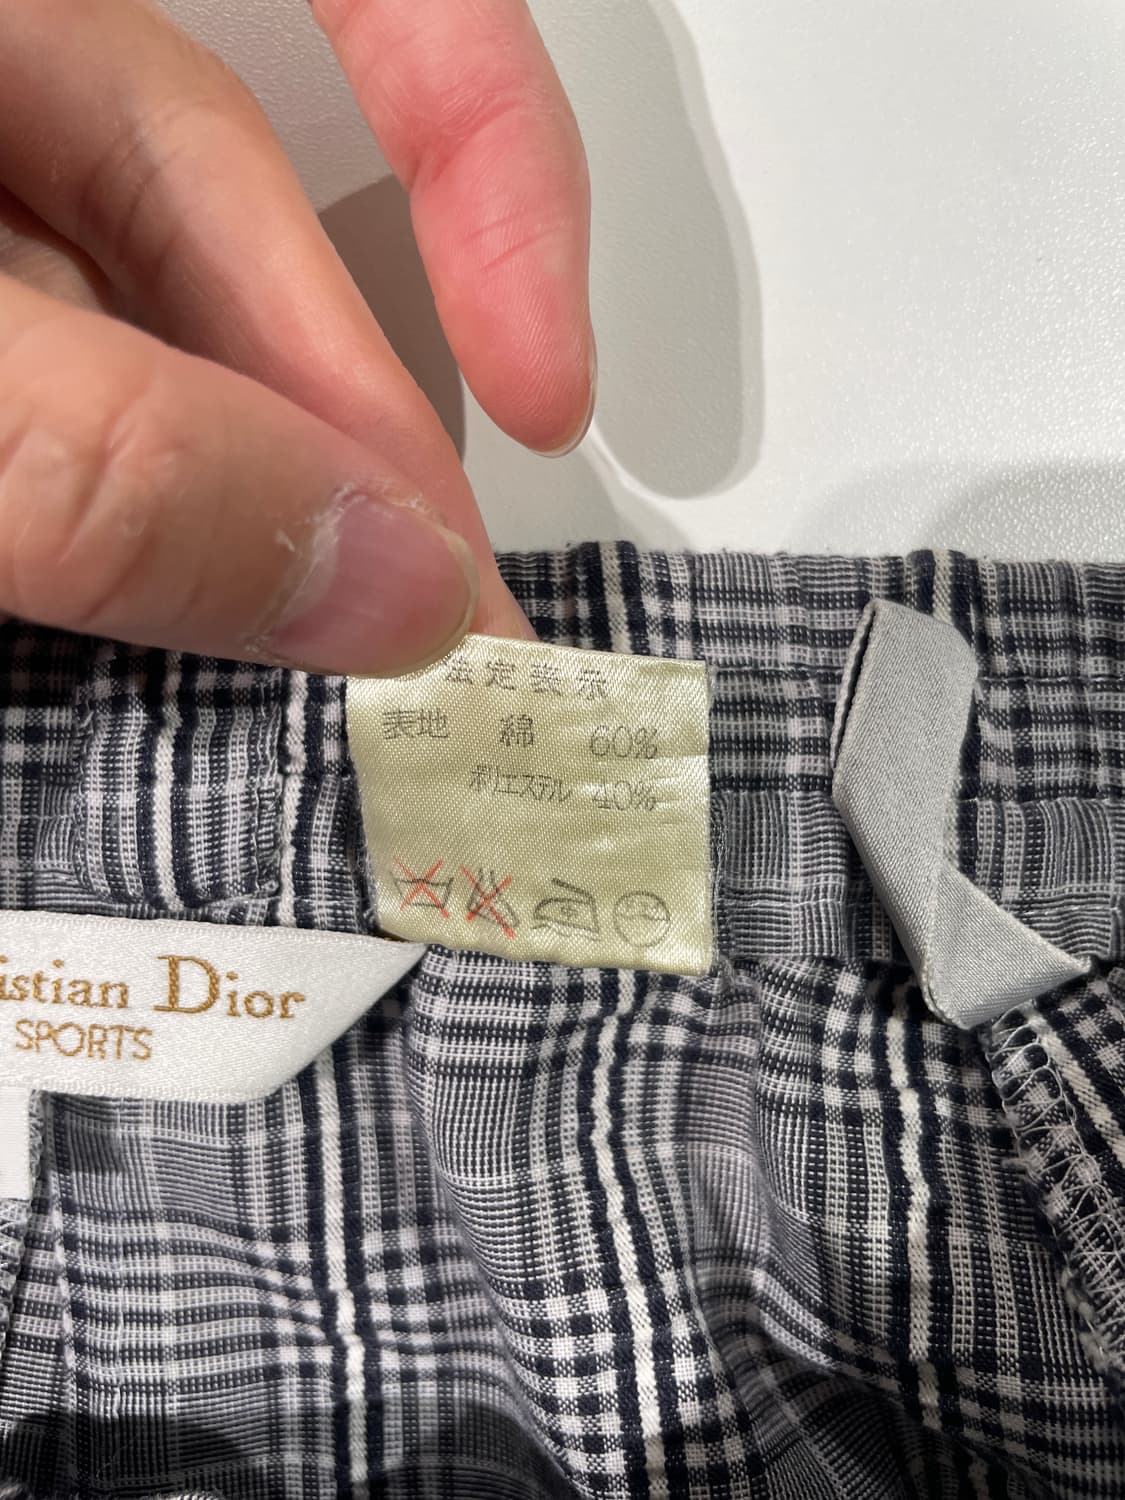 法定表示
表地 綿 60%
ポリエステル 40%
istian Dior
SPORTS